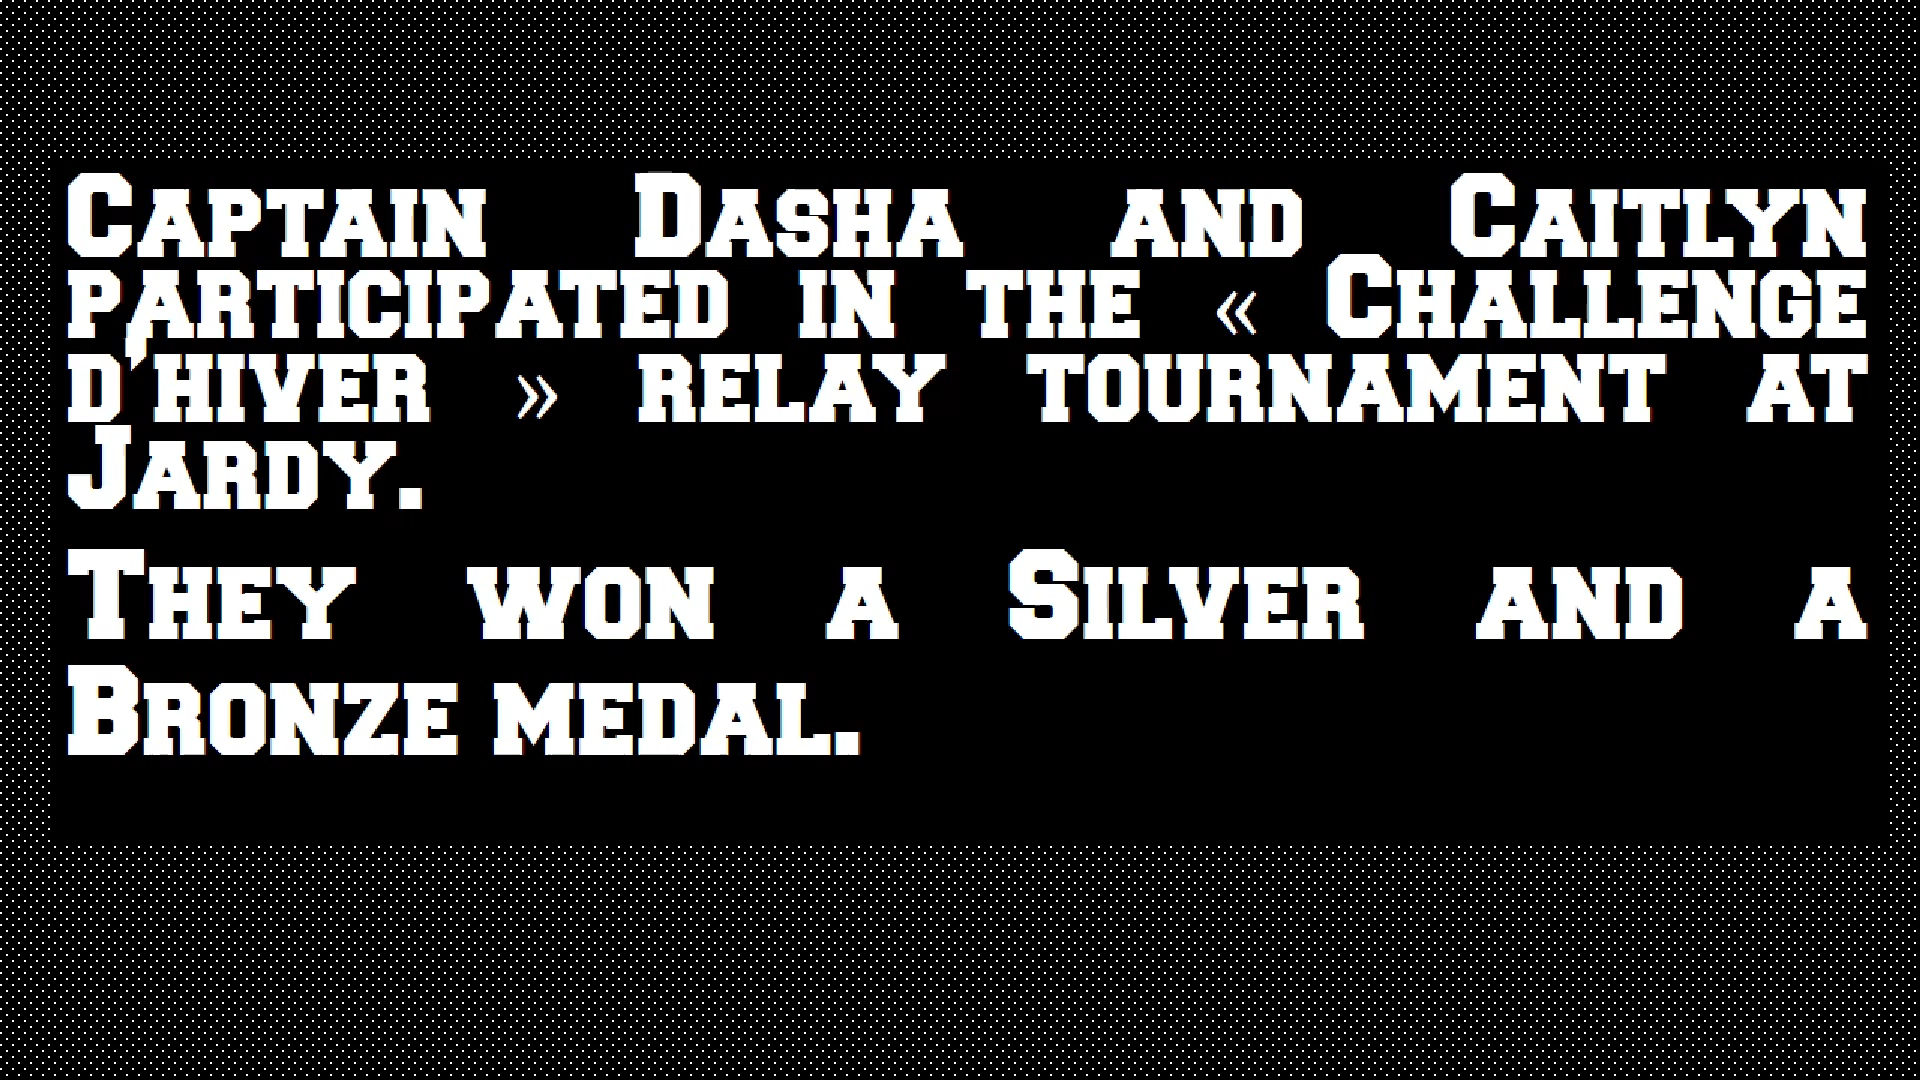 Captain Dasha and Caitlyn
participated in the « Challenge
d'hiver » relay tournament at
Jardy.
They won a Silver and a
Bronze medal.